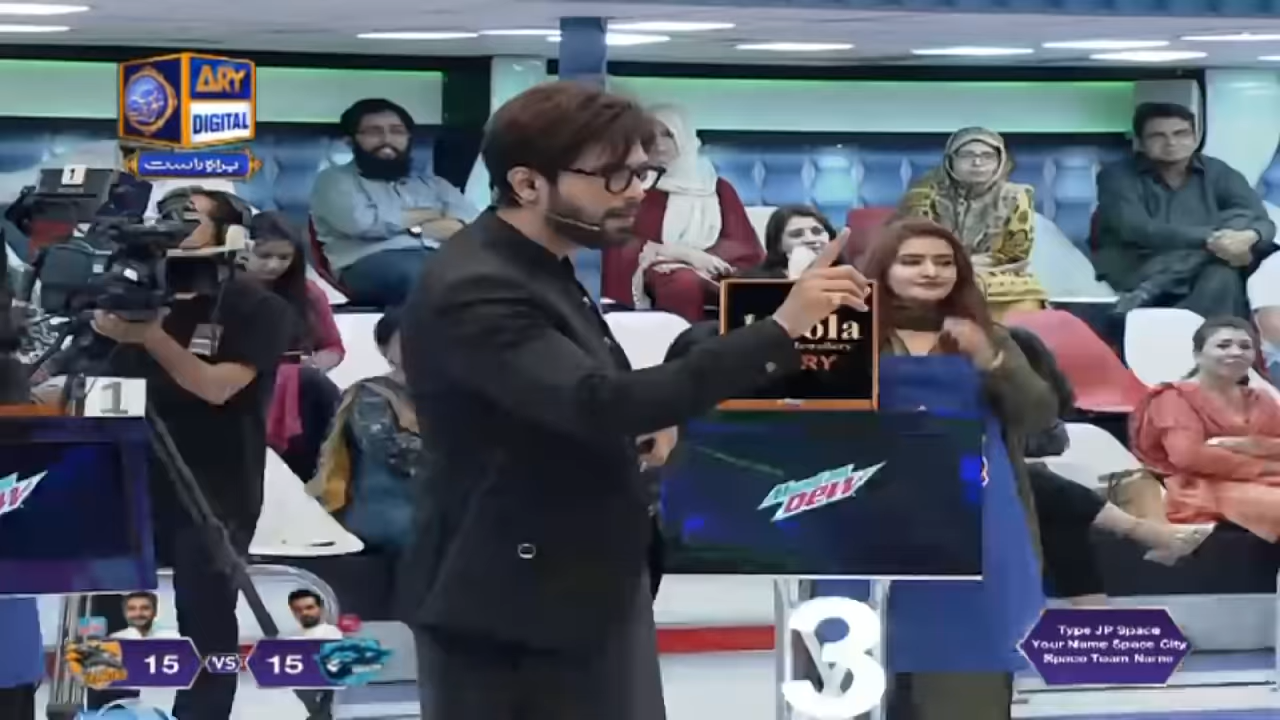 ARY
DIGITAL
براہ راست
1
1
DEW
ola
RY
DEW
3
15 VS 15
Type JP Space
Your Name Space City
Space Team Name